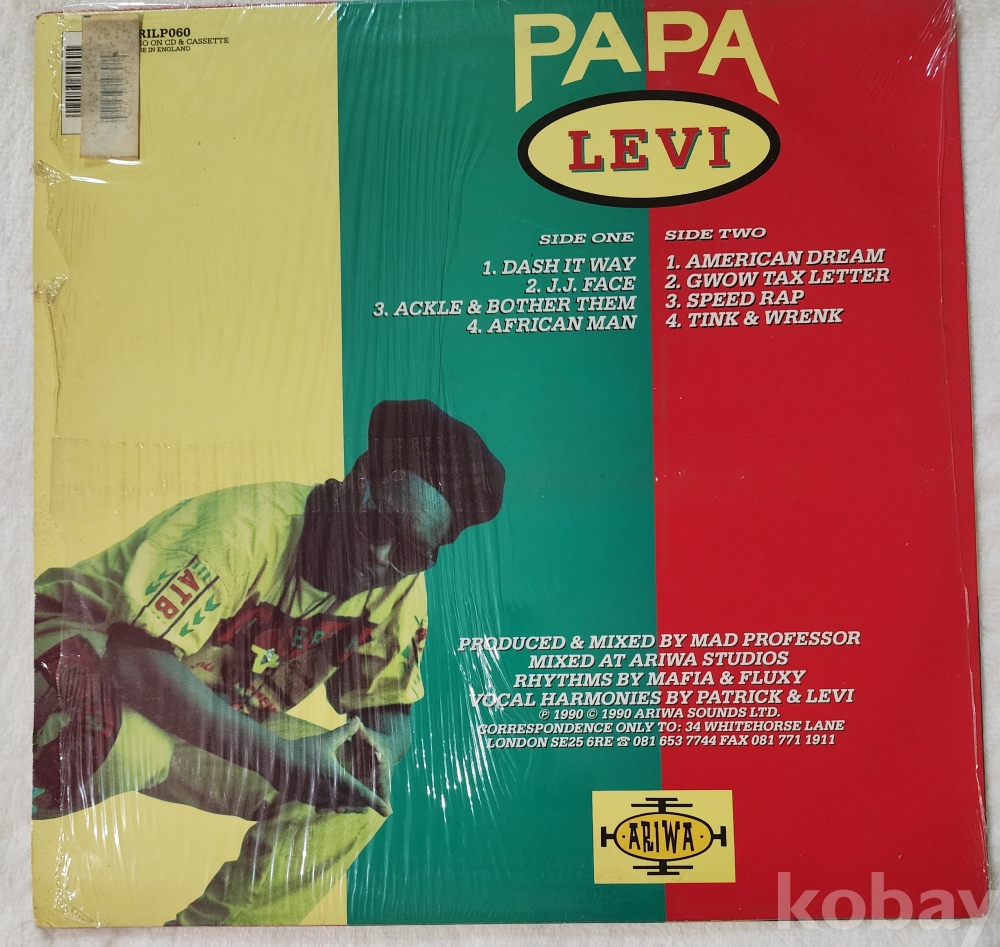 RILP060
O ON CD & CASSETTE
DE IN ENGLAND
PAPA
LEVI
SIDE ONE
1. DASH IT WAY
2. J.J. FACE
3. ACKLE & BOTHER THEM
4. AFRICAN MAN
SIDE TWO
1. AMERICAN DREAM
2. GWOW TAX LETTER
3. SPEED RAP
4. TINK & WRENK
ATB
PRODUCED & MIXED BY MAD PROFESSOR
MIXED AT ARIWA STUDIOS
RHYTHMS BY MAFIA & FLUXY
VOCAL HARMONIES BY PATRICK & LEVI
℗ 1990 © 1990 ARIWA SOUNDS LTD.
CORRESPONDENCE ONLY TO: 34 WHITEHORSE LANE
LONDON SE25 6RE ☎ 081 653 7744 FAX 081 771 1911
ARIWA
kobay